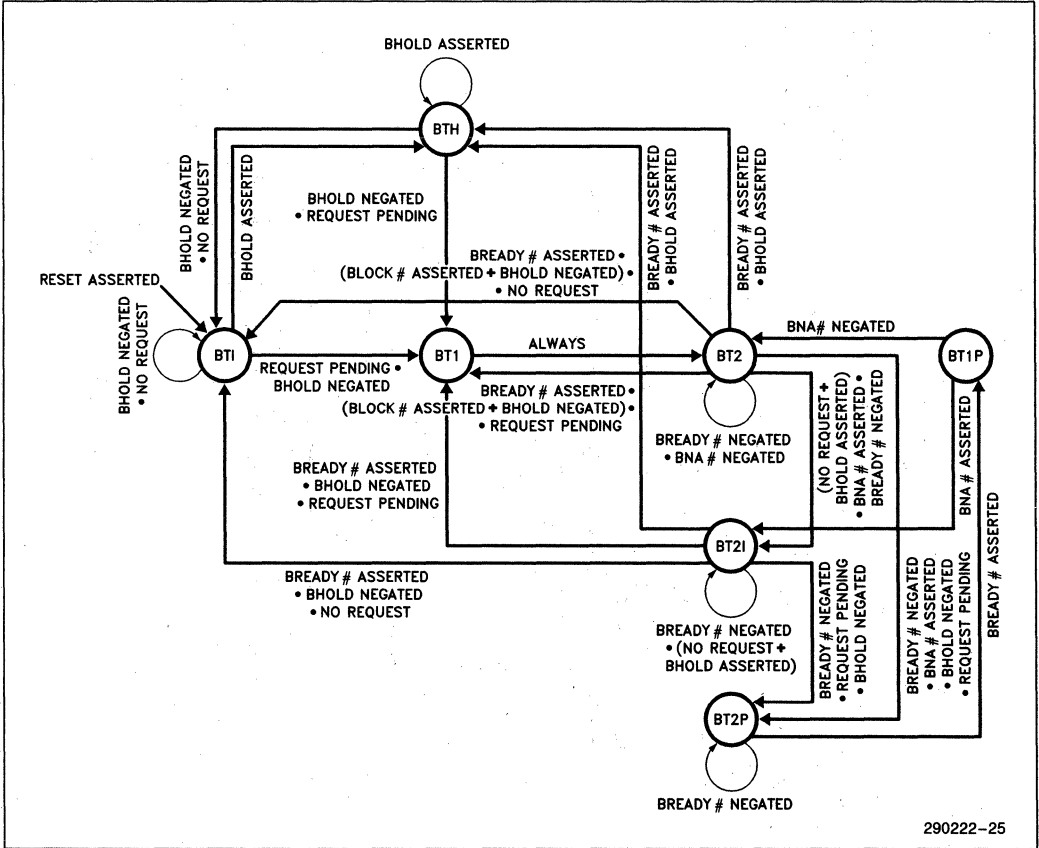 BHOLD ASSERTED
BTH
BHOLD NEGATED
• NO REQUEST
BHOLD ASSERTED
BHOLD NEGATED
• REQUEST PENDING
BREADY# ASSERTED
• BHOLD ASSERTED
BREADY# ASSERTED
• BHOLD ASSERTED
BREADY# ASSERTED •
(BLOCK# ASSERTED + BHOLD NEGATED) •
• NO REQUEST
RESET ASSERTED
BHOLD NEGATED
• NO REQUEST
BTI
REQUEST PENDING •
BHOLD NEGATED
BT1
ALWAYS
BT2
BNA# NEGATED
BT1P
BREADY# ASSERTED •
(BLOCK# ASSERTED + BHOLD NEGATED) •
• REQUEST PENDING
BREADY# NEGATED
• BNA# NEGATED
(NO REQUEST +
BHOLD ASSERTED)
• BNA# ASSERTED •
BREADY# NEGATED
BNA# ASSERTED
BREADY# ASSERTED
BREADY# ASSERTED
• BHOLD NEGATED
• REQUEST PENDING
BT2I
BREADY# ASSERTED
• BHOLD NEGATED
• NO REQUEST
BREADY# NEGATED
• (NO REQUEST +
BHOLD ASSERTED)
BREADY# NEGATED
• REQUEST PENDING
• BHOLD NEGATED
BREADY# NEGATED
• BNA# ASSERTED
• BHOLD NEGATED
• REQUEST PENDING
BT2P
BREADY# NEGATED
290222-25